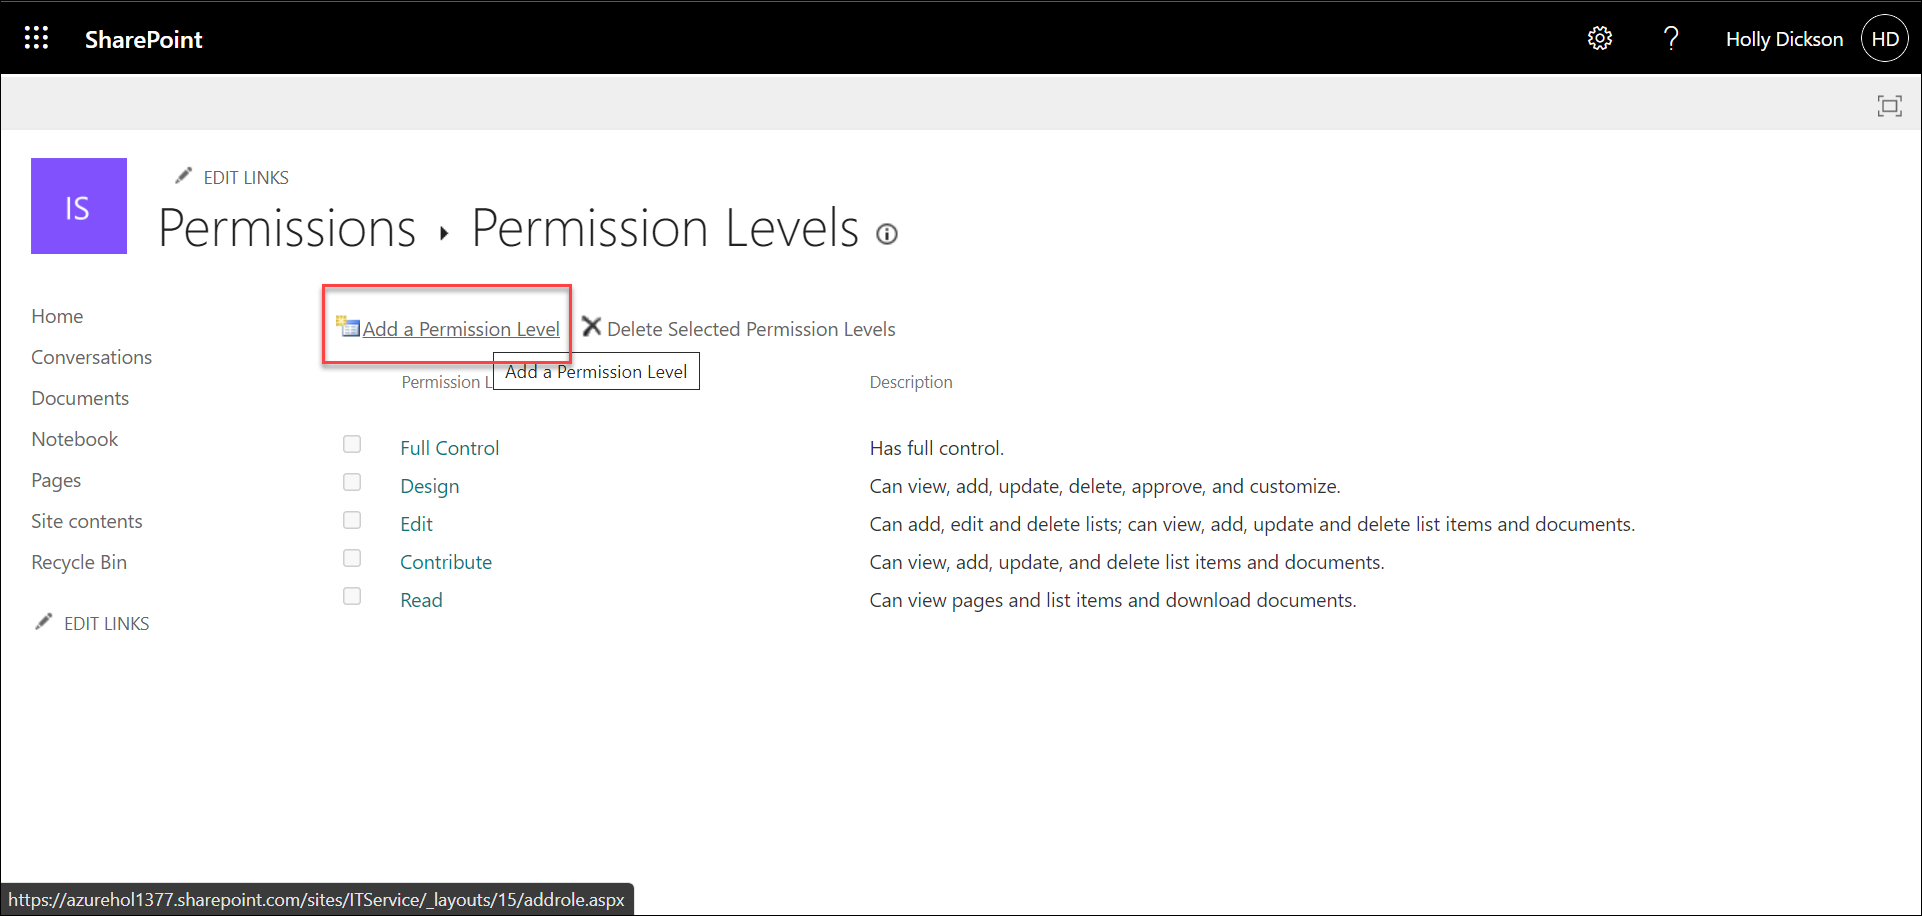 SharePoint
?
Holly Dickson
HD
IS
EDIT LINKS
Permissions ▸ Permission Levels
Home
Conversations
Documents
Notebook
Pages
Site contents
Recycle Bin
EDIT LINKS
Add a Permission Level
Delete Selected Permission Levels
Add a Permission Level
Permission L
Description
Full Control
Has full control.
Design
Can view, add, update, delete, approve, and customize.
Edit
Can add, edit and delete lists; can view, add, update and delete list items and documents.
Contribute
Can view, add, update, and delete list items and documents.
Read
Can view pages and list items and download documents.
https://azurehol1377.sharepoint.com/sites/ITService/_layouts/15/addrole.aspx